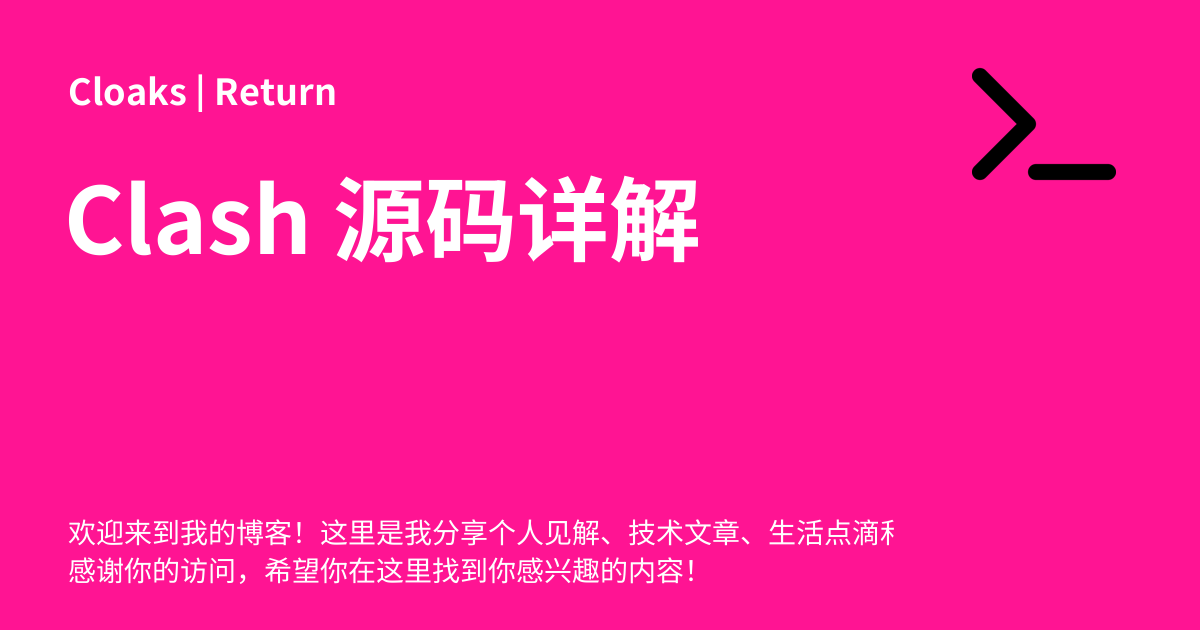 Cloaks | Return
Clash 源码详解
欢迎来到我的博客！这里是我分享个人见解、技术文章、生活点滴
感谢你的访问，希望你在这里找到你感兴趣的内容！